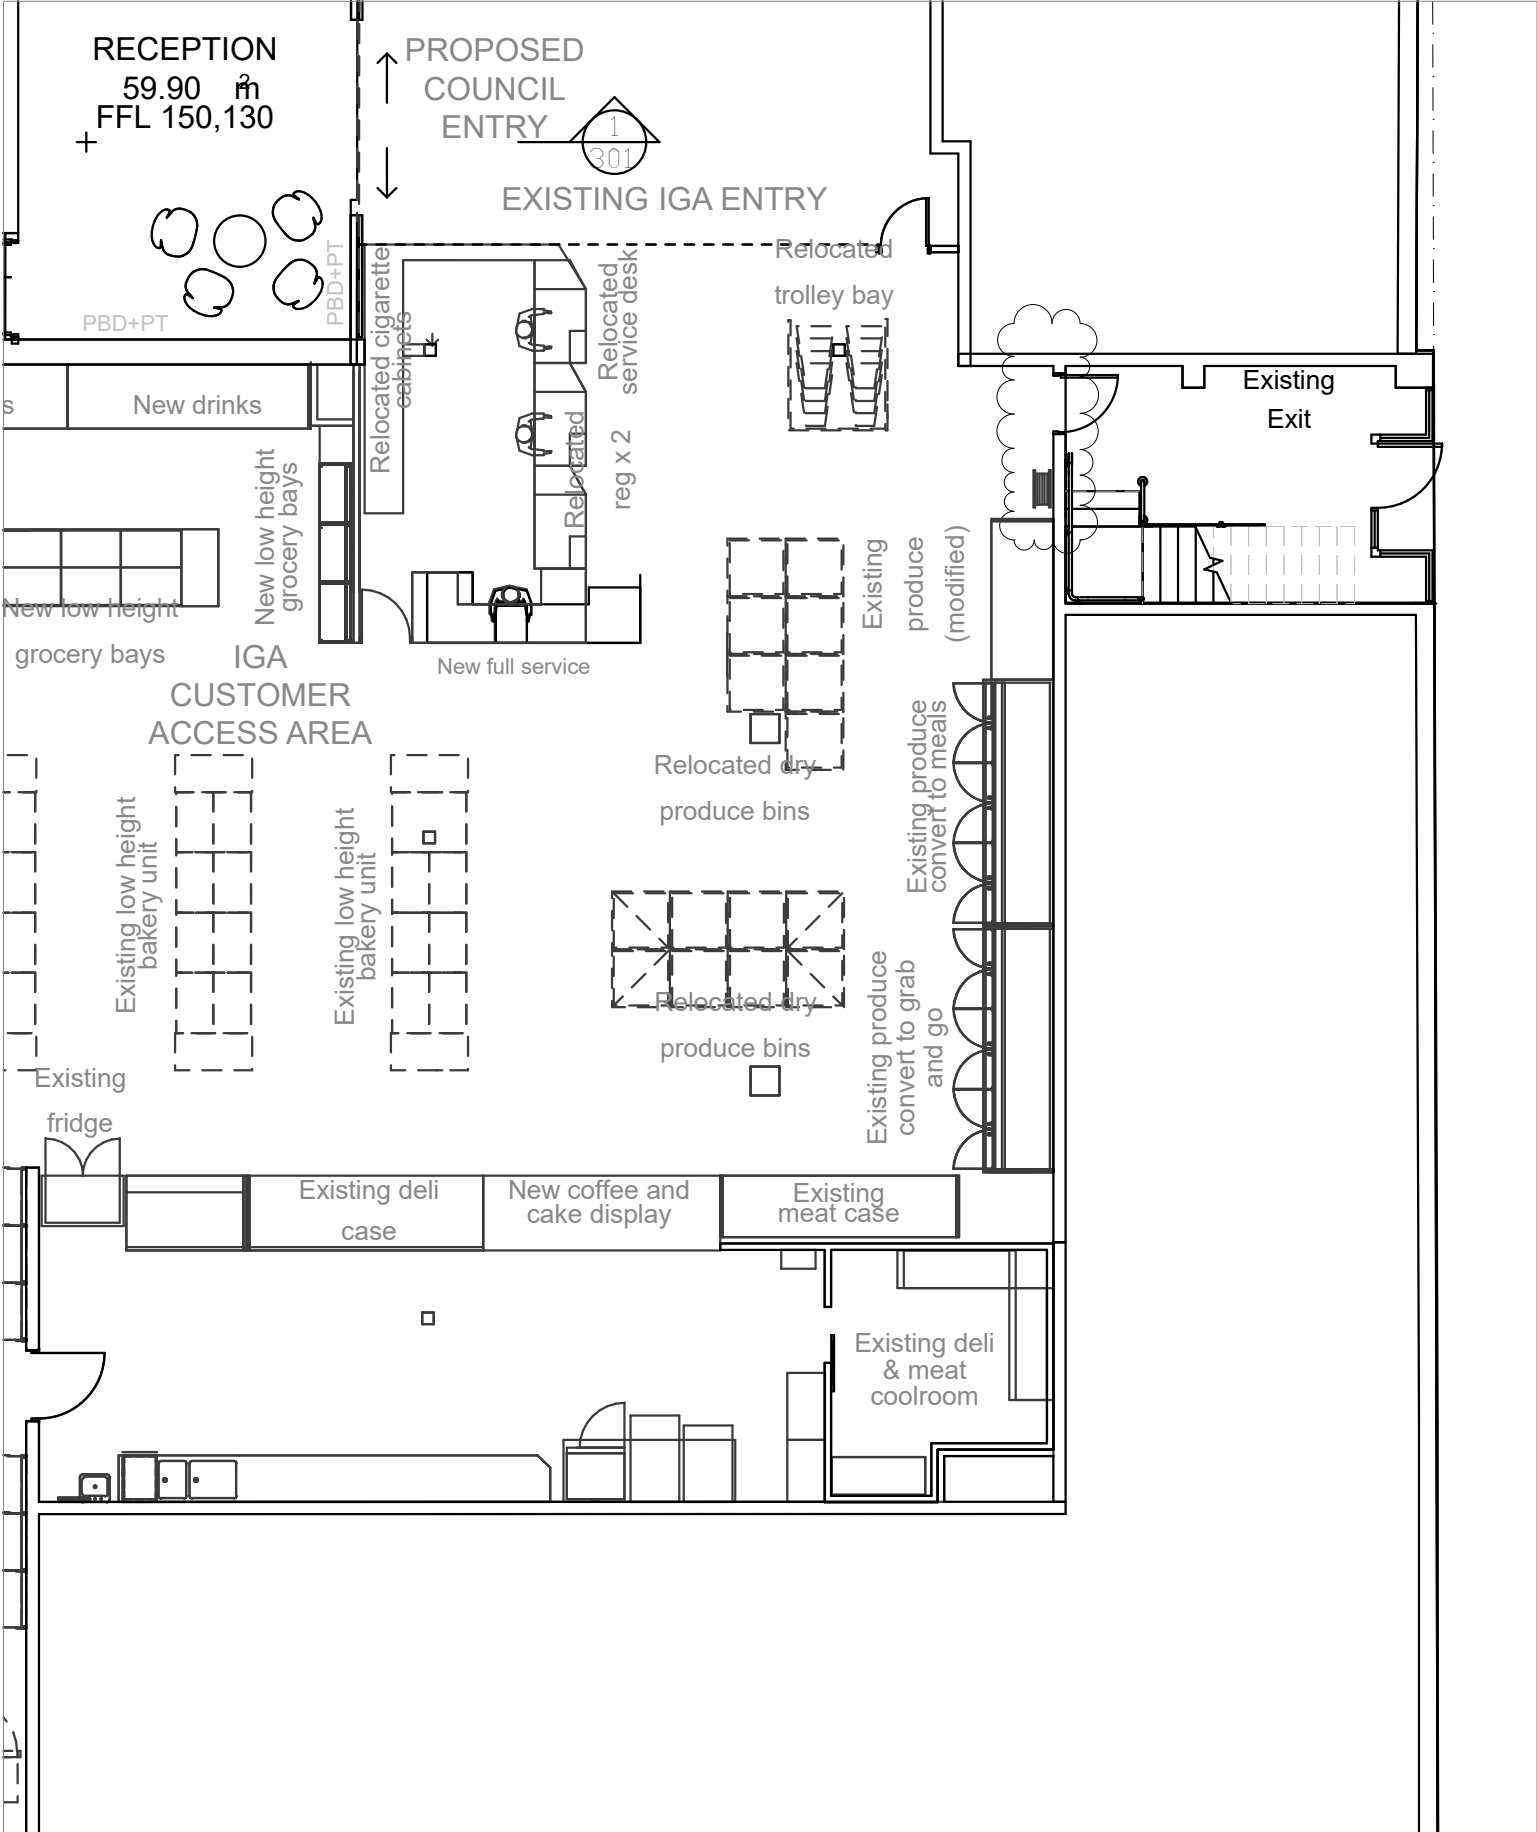 RECEPTION
59.90 m2
FFL 150,130
PROPOSED
COUNCIL
ENTRY
1
301
EXISTING IGA ENTRY
PBD+PT
PBD+PT
Relocated cigarette
cabinets
Relocated
service desk
Relocated
reg x 2
Relocated
trolley bay
Existing
Exit
s
New drinks
New low height
grocery bays
New low height
grocery bays
IGA
CUSTOMER
ACCESS AREA
New full service
Existing
produce
(modified)
Relocated dry
produce bins
Existing produce
convert to meals
Existing low height
bakery unit
Existing low height
bakery unit
Relocated dry
produce bins
Existing produce
convert to grab
and go
Existing
fridge
Existing deli
case
New coffee and
cake display
Existing
meat case
Existing deli
& meat
coolroom